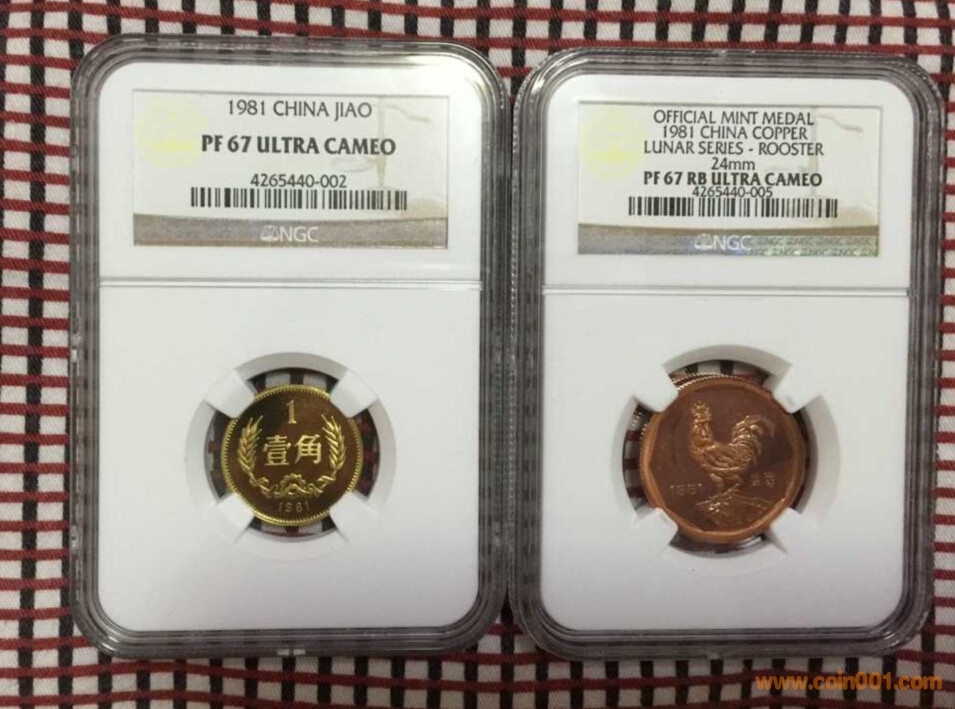 1981 CHINA JIAO
PF 67 ULTRA CAMEO
4265440-002
NGC
1
壹角
1981
OFFICIAL MINT MEDAL
1981 CHINA COPPER
LUNAR SERIES - ROOSTER
24mm
PF 67 RB ULTRA CAMEO
4265440-005
NGC
1981
www.coin001.com